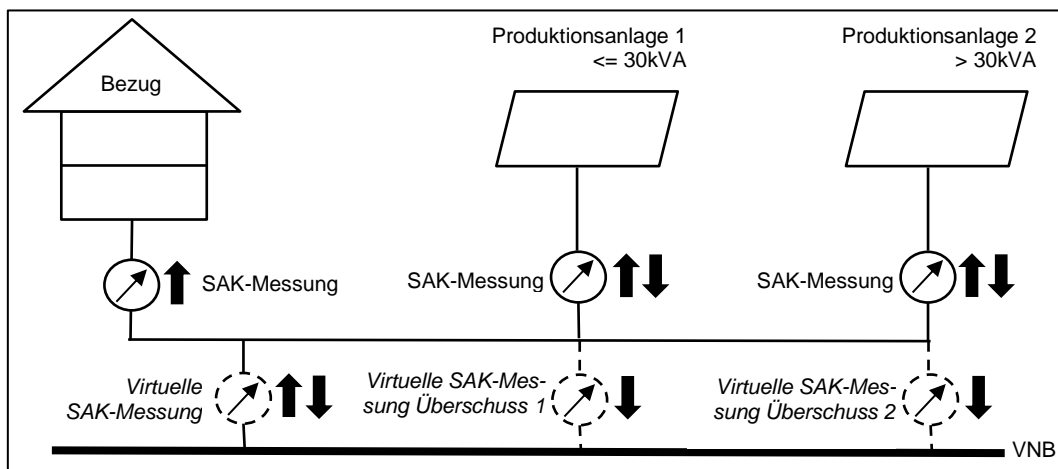 Produktionsanlage 1
<= 30kVA
Produktionsanlage 2
> 30kVA
Bezug
SAK-Messung
SAK-Messung
SAK-Messung
Virtuelle
SAK-Messung
Virtuelle SAK-Mes-
sung Überschuss 1
Virtuelle SAK-Mes-
sung Überschuss 2
VNB